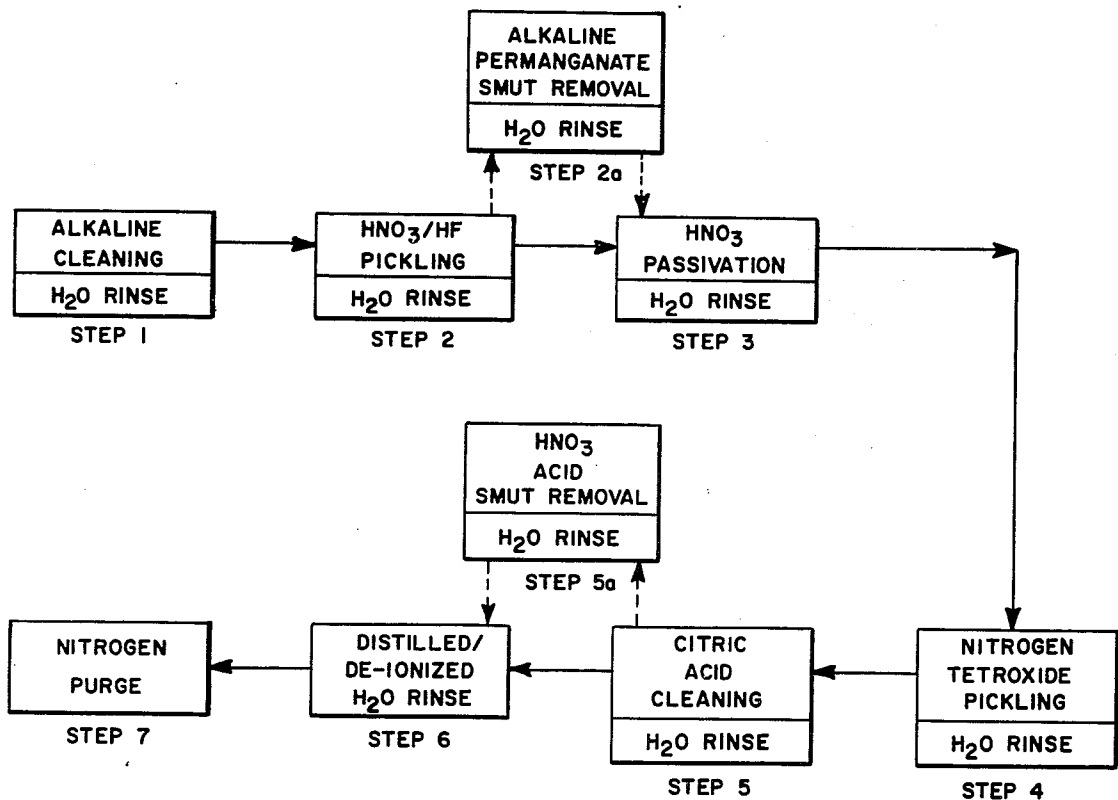 ALKALINE
PERMANGANATE
SMUT REMOVAL
H₂O RINSE
STEP 2a
ALKALINE
CLEANING
H₂O RINSE
STEP 1
HNO₃/HF
PICKLING
H₂O RINSE
STEP 2
HNO₃
PASSIVATION
H₂O RINSE
STEP 3
HNO₃
ACID
SMUT REMOVAL
H₂O RINSE
STEP 5a
NITROGEN
PURGE
STEP 7
DISTILLED/
DE-IONIZED
H₂O RINSE
STEP 6
CITRIC
ACID
CLEANING
H₂O RINSE
STEP 5
NITROGEN
TETROXIDE
PICKLING
H₂O RINSE
STEP 4